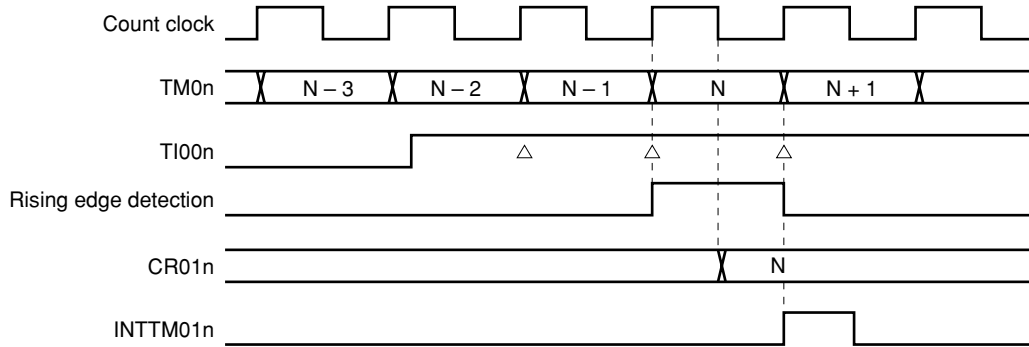 Count clock
TM0n N – 3 N – 2 N – 1 N N + 1
TI00n
Rising edge detection
CR01n N
INTTM01n